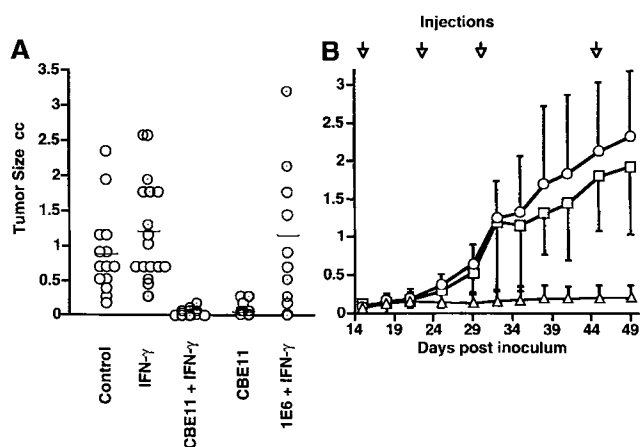 Injections
A
B
Tumor Size cc
3.5
3
2.5
2
1.5
1
0.5
0
Control
IFN-γ
CBE11 + IFN-γ
CBE11
1E6 + IFN-γ
3
2.5
2
1.5
1
0.5
0
14 19 24 29 34 39 44 49
Days post inoculum